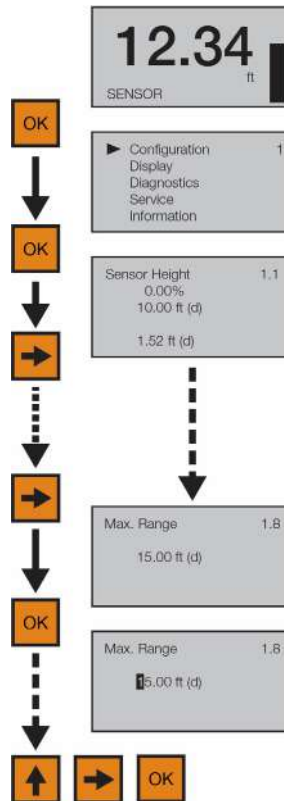 12.34
ft
SENSOR
OK
Configuration 1
Display
Diagnostics
Service
Information
OK
Sensor Height 1.1
0.00%
10.00 ft (d)
1.52 ft (d)
Max. Range 1.8
15.00 ft (d)
OK
Max. Range 1.8
15.00 ft (d)
OK